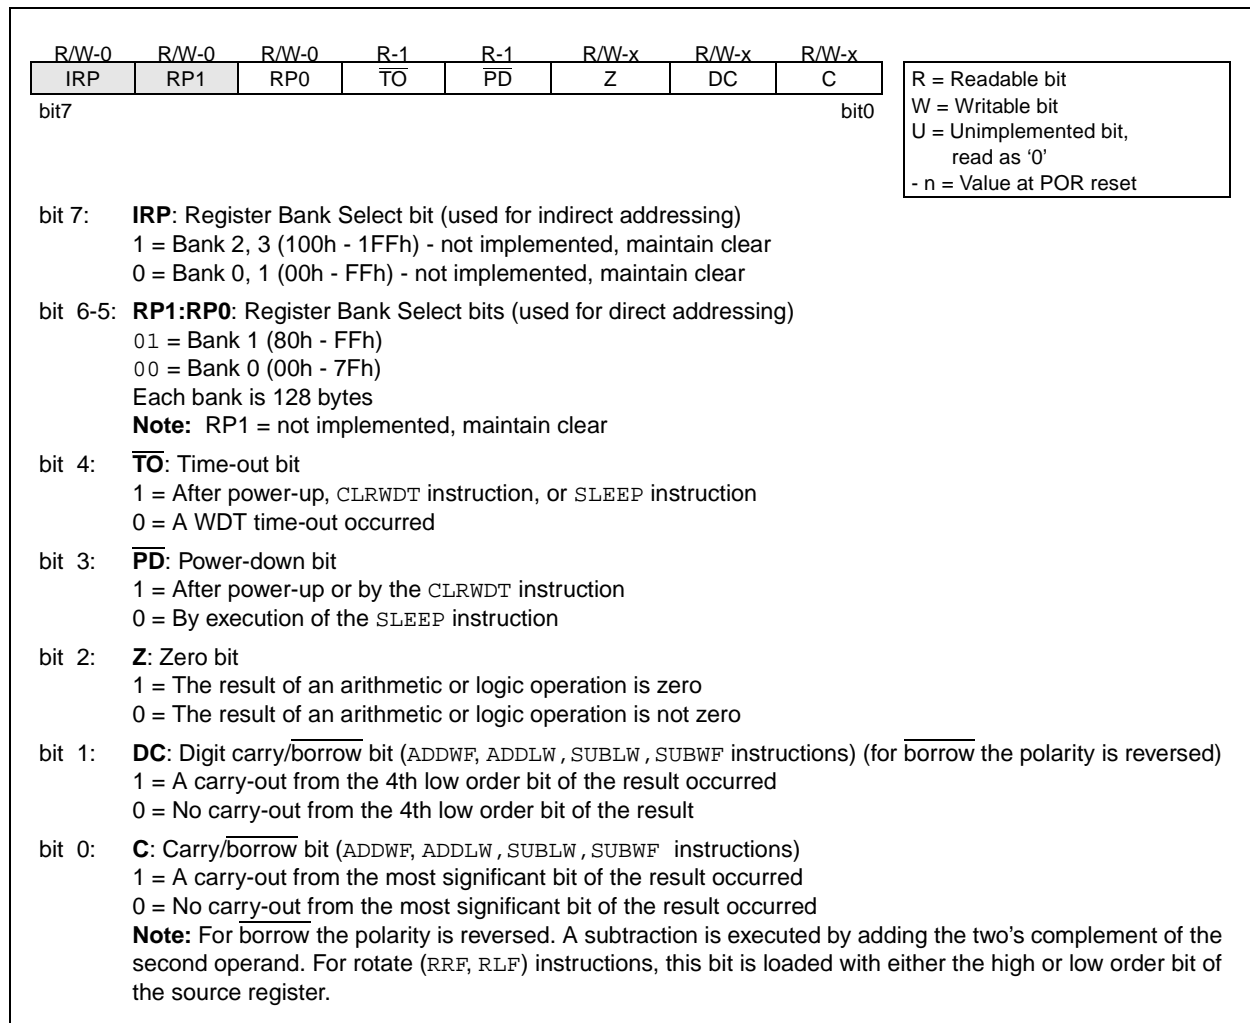 R/W-0 R/W-0 R/W-0 R-1 R-1 R/W-x R/W-x R/W-x
IRP RP1 RP0 T̅O̅ P̅D̅ Z DC C
bit7 bit0
R = Readable bit
W = Writable bit
U = Unimplemented bit,
read as ‘0’
- n = Value at POR reset
bit 7: IRP: Register Bank Select bit (used for indirect addressing)
1 = Bank 2, 3 (100h - 1FFh) - not implemented, maintain clear
0 = Bank 0, 1 (00h - FFh) - not implemented, maintain clear
bit 6-5: RP1:RP0: Register Bank Select bits (used for direct addressing)
01 = Bank 1 (80h - FFh)
00 = Bank 0 (00h - 7Fh)
Each bank is 128 bytes
Note: RP1 = not implemented, maintain clear
bit 4: T̅O̅: Time-out bit
1 = After power-up, CLRWDT instruction, or SLEEP instruction
0 = A WDT time-out occurred
bit 3: P̅D̅: Power-down bit
1 = After power-up or by the CLRWDT instruction
0 = By execution of the SLEEP instruction
bit 2: Z: Zero bit
1 = The result of an arithmetic or logic operation is zero
0 = The result of an arithmetic or logic operation is not zero
bit 1: DC: Digit carry/b̅o̅r̅r̅o̅w̅ bit (ADDWF, ADDLW,SUBLW,SUBWF instructions) (for b̅o̅r̅r̅o̅w̅ the polarity is reversed)
1 = A carry-out from the 4th low order bit of the result occurred
0 = No carry-out from the 4th low order bit of the result
bit 0: C: Carry/b̅o̅r̅r̅o̅w̅ bit (ADDWF, ADDLW,SUBLW,SUBWF instructions)
1 = A carry-out from the most significant bit of the result occurred
0 = No carry-out from the most significant bit of the result occurred
Note: For b̅o̅r̅r̅o̅w̅ the polarity is reversed. A subtraction is executed by adding the two’s complement of the
second operand. For rotate (RRF, RLF) instructions, this bit is loaded with either the high or low order bit of
the source register.